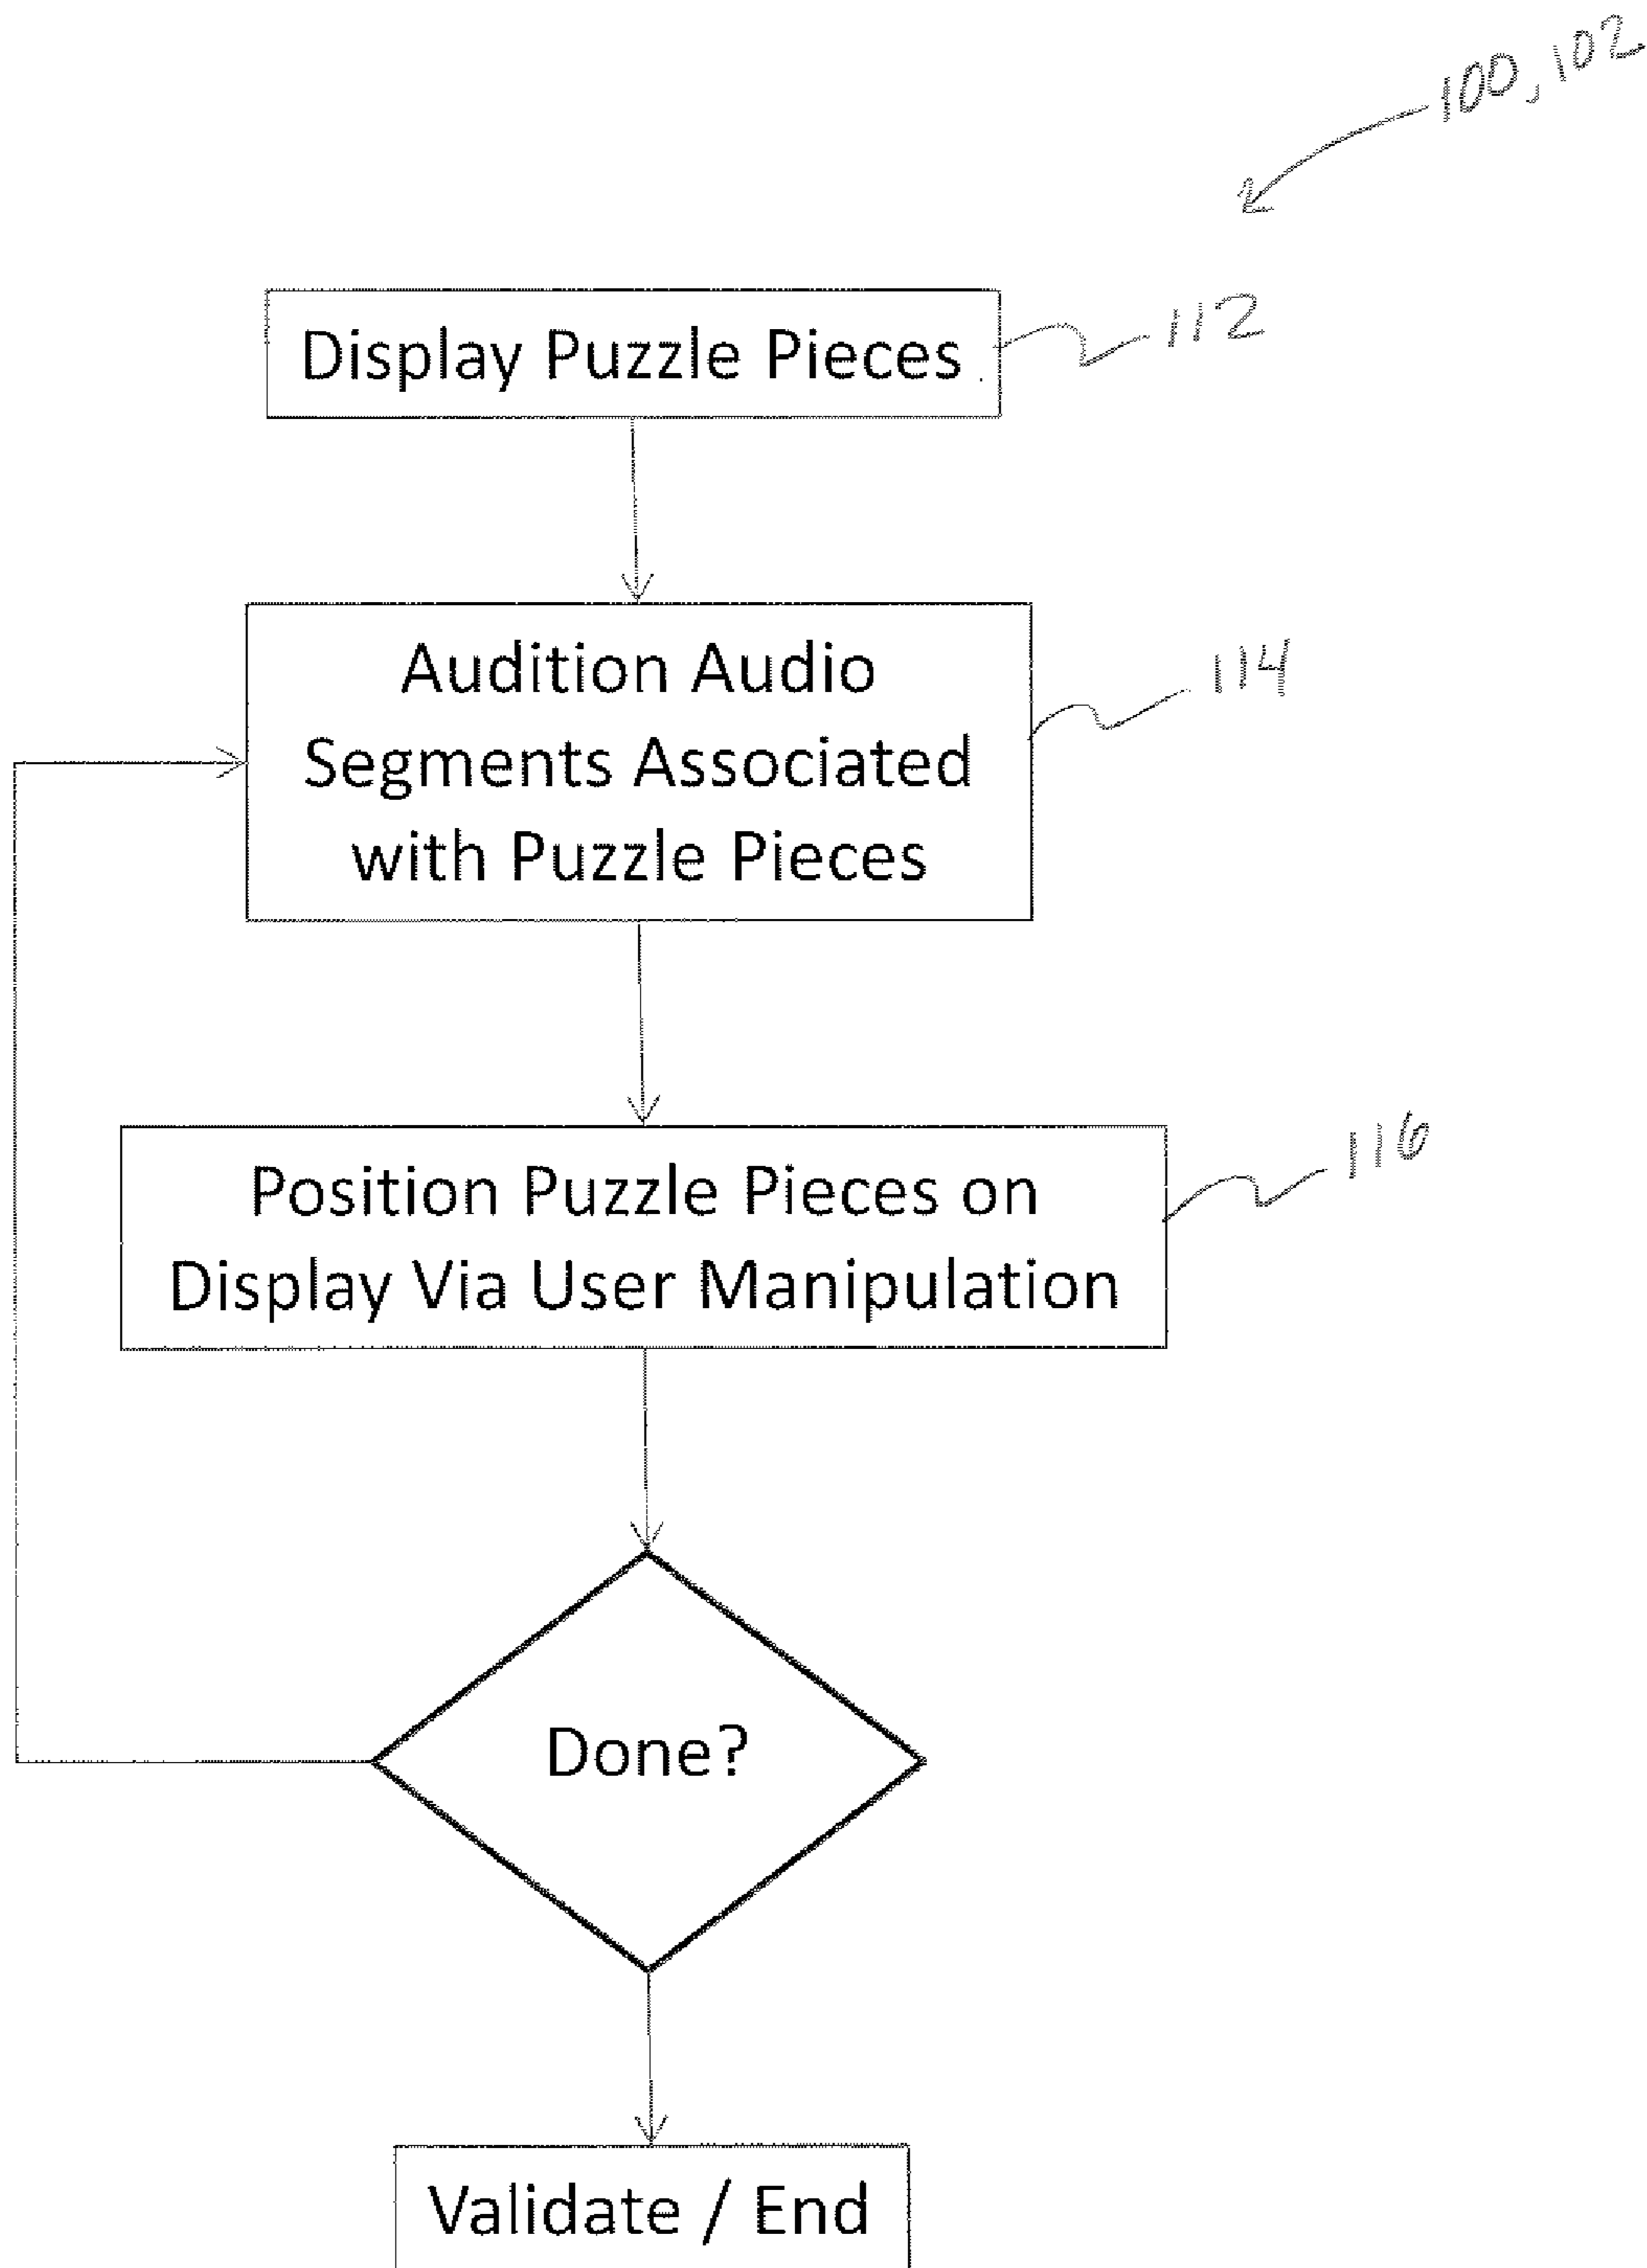 100, 102
Display Puzzle Pieces
112
Audition Audio
Segments Associated
with Puzzle Pieces
114
Position Puzzle Pieces on
Display Via User Manipulation
116
Done?
Validate / End